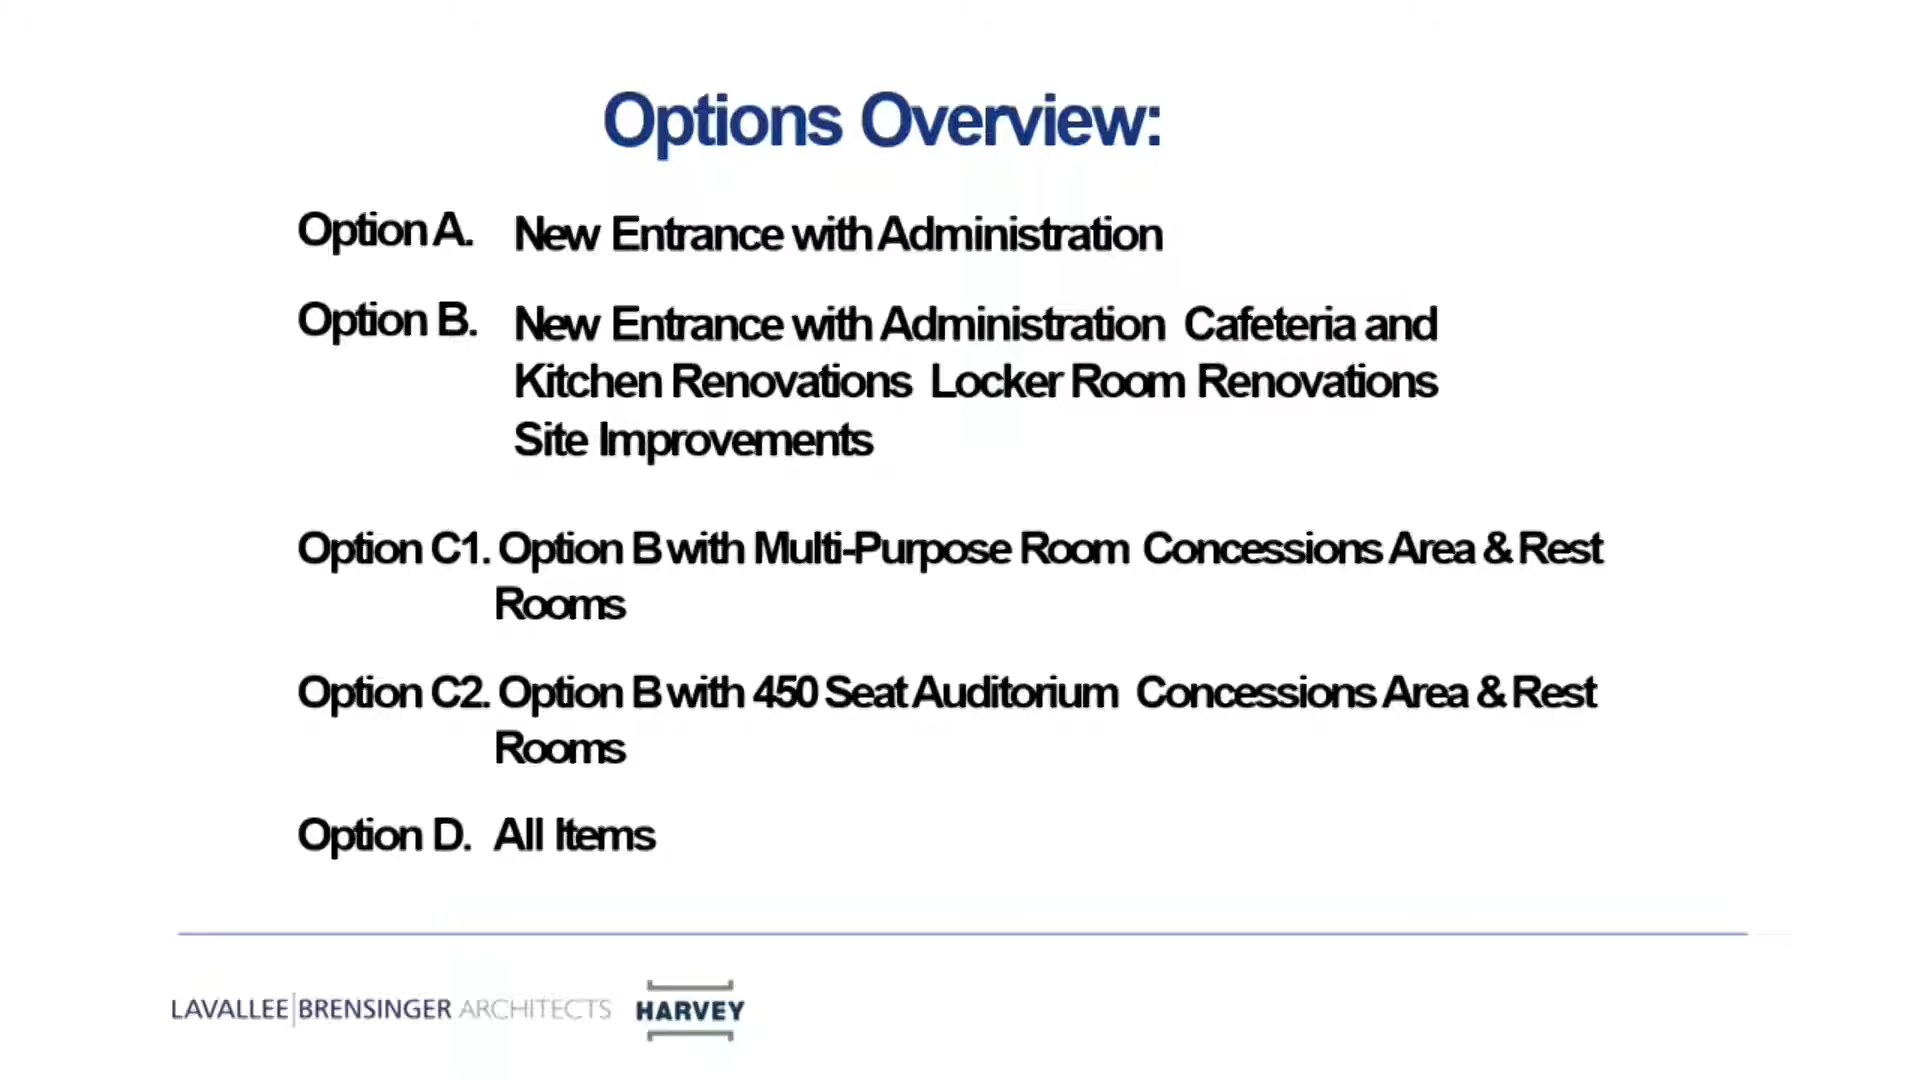 Options Overview:
Option A. New Entrance with Administration
Option B. New Entrance with Administration Cafeteria and
Kitchen Renovations Locker Room Renovations
Site Improvements
Option C1. Option B with Multi-Purpose Room Concessions Area & Rest
Rooms
Option C2. Option B with 450 Seat Auditorium Concessions Area & Rest
Rooms
Option D. All Items
LAVALLEE|BRENSINGER ARCHITECTS HARVEY